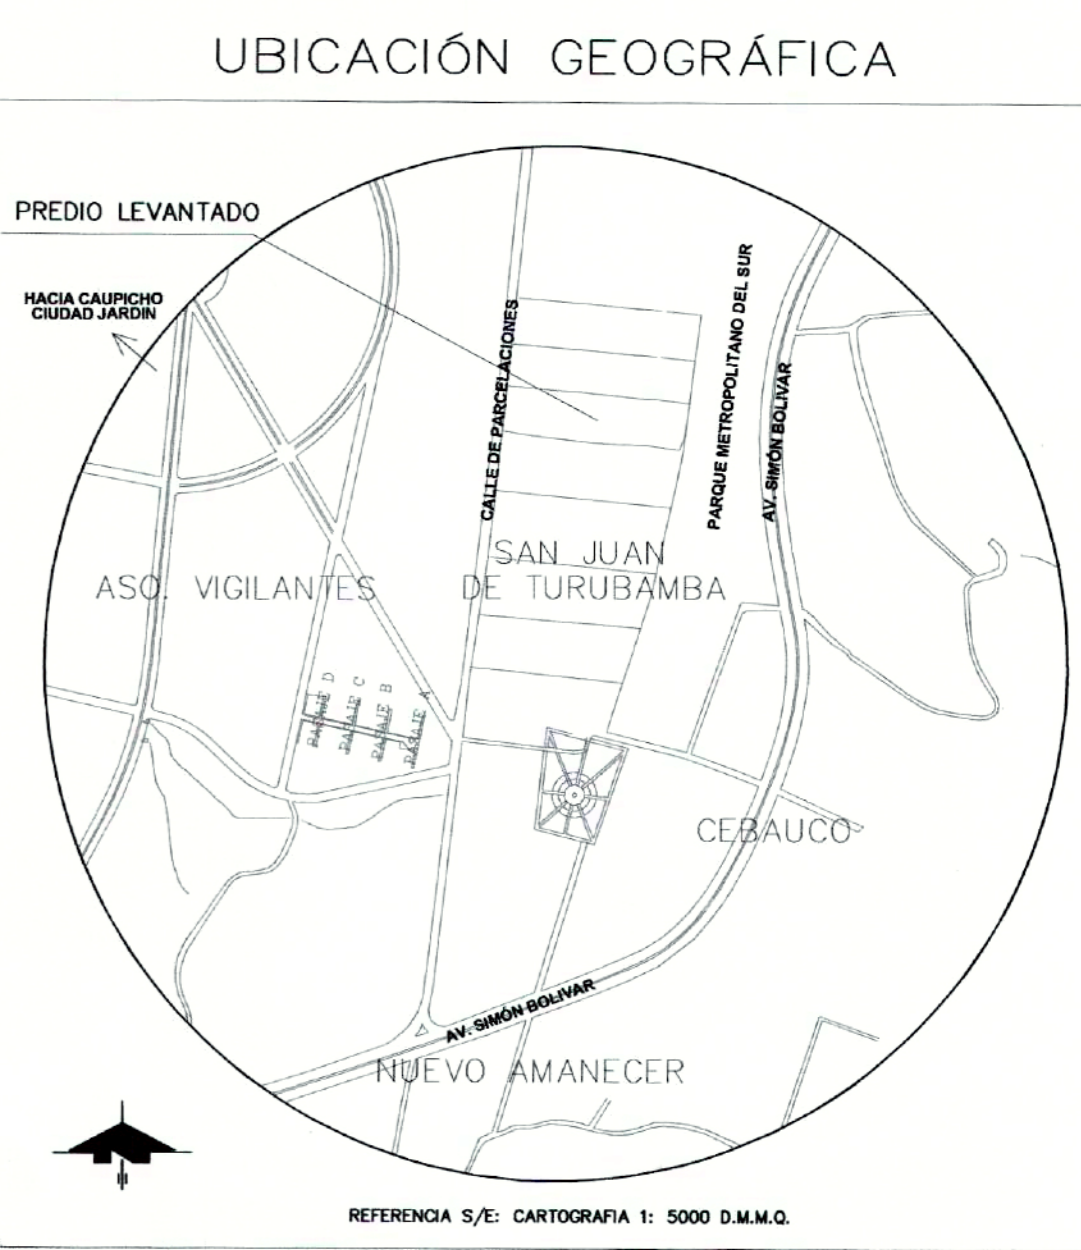 UBICACIÓN GEOGRÁFICA
PREDIO LEVANTADO
HACIA CAUPICHO
CIUDAD JARDIN
CALLE DE PARCELACIONES
PARQUE METROPOLITANO DEL SUR
AV. SIMÓN BOLIVAR
SAN JUAN
DE TURUBAMBA
ASO. VIGILANTES
PASAJE D
PASAJE C
PASAJE B
PASAJE A
CEBAUCO
AV. SIMÓN BOLIVAR
NUEVO AMANECER
N
REFERENCIA S/E: CARTOGRAFIA 1: 5000 D.M.M.Q.